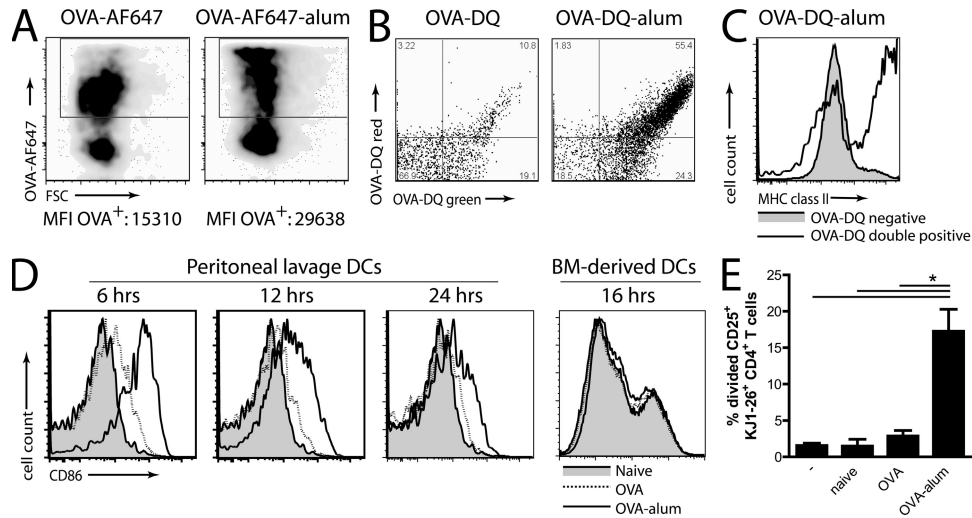 A
OVA-AF647
OVA-AF647-alum
OVA-AF647
FSC
MFI OVA+: 15310
MFI OVA+: 29638
B
OVA-DQ
OVA-DQ-alum
3.22
10.8
19.1
1.83
55.4
18.5
24.3
OVA-DQ red
OVA-DQ green
C
OVA-DQ-alum
cell count
MHC class II
OVA-DQ negative
OVA-DQ double positive
D
Peritoneal lavage DCs
BM-derived DCs
6 hrs
12 hrs
24 hrs
16 hrs
cell count
CD86
Naive
OVA
OVA-alum
E
% divided CD25+
KJ1-26+ CD4+ T cells
25
20
15
10
5
0
*
-
naive
OVA
OVA-alum